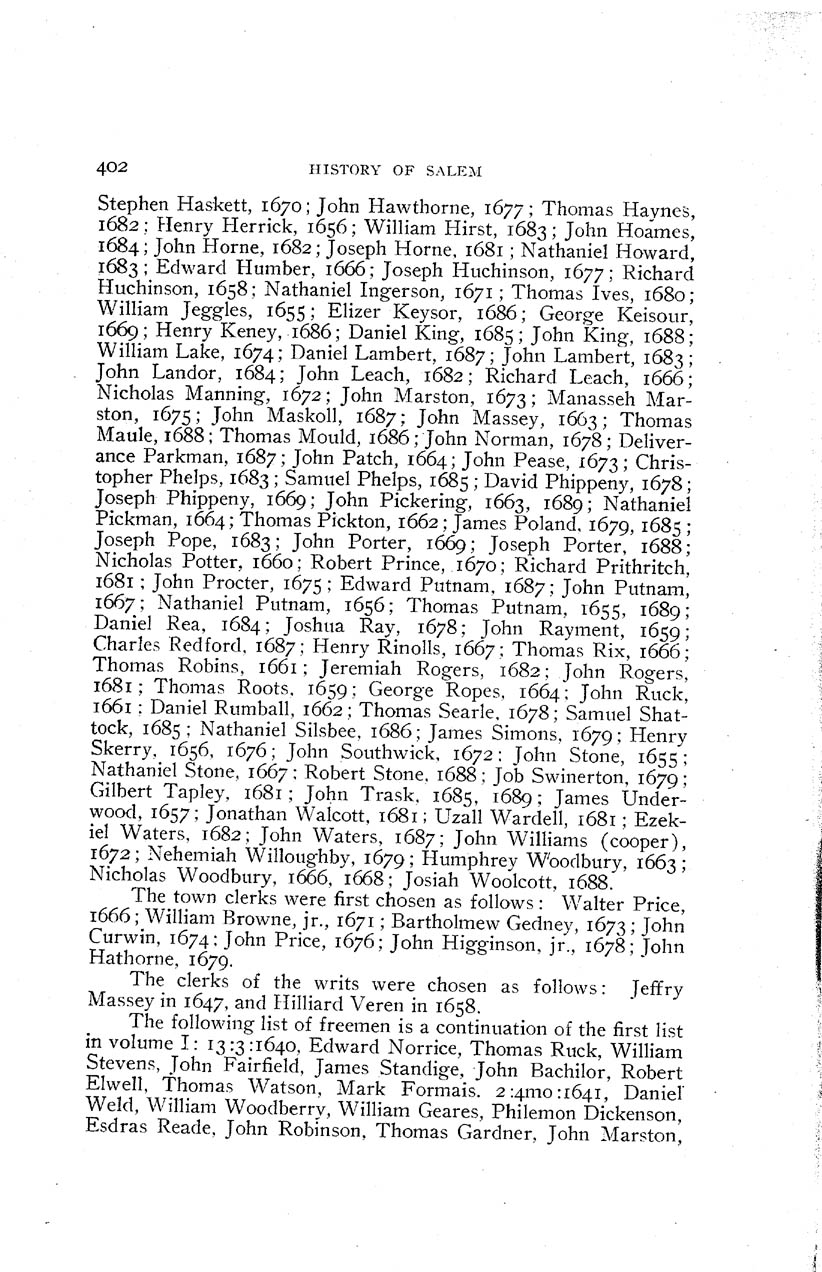 402 HISTORY OF SALEM
Stephen Haskett, 1670; John Hawthorne, 1677; Thomas Haynes,
1682; Henry Herrick, 1656; William Hirst, 1683; John Hoames,
1684; John Horne, 1682; Joseph Horne, 1681; Nathaniel Howard,
1683; Edward Humber, 1666; Joseph Huchinson, 1677; Richard
Huchinson, 1658; Nathaniel Ingerson, 1671; Thomas Ives, 1680;
William Jeggles, 1655; Elizer Keysor, 1686; George Keisour,
1669; Henry Keney, 1686; Daniel King, 1685; John King, 1688;
William Lake, 1674; Daniel Lambert, 1687; John Lambert, 1683;
John Landor, 1684; John Leach, 1682; Richard Leach, 1666;
Nicholas Manning, 1672; John Marston, 1673; Manasseh Mar-
ston, 1675; John Maskoll, 1687; John Massey, 1663; Thomas
Maule, 1688; Thomas Mould, 1686; John Norman, 1678; Deliver-
ance Parkman, 1687; John Patch, 1664; John Pease, 1673; Chris-
topher Phelps, 1683; Samuel Phelps, 1685; David Phippeny, 1678;
Joseph Phippeny, 1669; John Pickering, 1663, 1689; Nathaniel
Pickman, 1664; Thomas Pickton, 1662; James Poland, 1679, 1685;
Joseph Pope, 1683; John Porter, 1669; Joseph Porter, 1688;
Nicholas Potter, 1660; Robert Prince, 1670; Richard Prithritch,
1681; John Procter, 1675; Edward Putnam, 1687; John Putnam,
1667; Nathaniel Putnam, 1656; Thomas Putnam, 1655, 1689;
Daniel Rea, 1684; Joshua Ray, 1678; John Rayment, 1659;
Charles Redford, 1687; Henry Rinolls, 1667; Thomas Rix, 1666;
Thomas Robins, 1661; Jeremiah Rogers, 1682; John Rogers,
1681; Thomas Roots, 1659; George Ropes, 1664; John Ruck,
1661; Daniel Rumball, 1662; Thomas Searle, 1678; Samuel Shat-
tock, 1685; Nathaniel Silsbee, 1686; James Simons, 1679; Henry
Skerry, 1656, 1676; John Southwick, 1672; John Stone, 1655;
Nathaniel Stone, 1667; Robert Stone, 1688; Job Swinerton, 1679;
Gilbert Tapley, 1681; John Trask, 1685, 1689; James Under-
wood, 1657; Jonathan Walcott, 1681; Uzall Wardell, 1681; Ezek-
iel Waters, 1682; John Waters, 1687; John Williams (cooper),
1672; Nehemiah Willoughby, 1679; Humphrey Woodbury, 1663;
Nicholas Woodbury, 1666, 1668; Josiah Woolcott, 1688.
The town clerks were first chosen as follows: Walter Price,
1666; William Browne, jr., 1671; Bartholmew Gedney, 1673; John
Curwin, 1674; John Price, 1676; John Higginson, jr., 1678; John
Hathorne, 1679.
The clerks of the writs were chosen as follows: Jeffry
Massey in 1647, and Hilliard Veren in 1658.
The following list of freemen is a continuation of the first list
in volume I: 13:3:1640, Edward Norrice, Thomas Ruck, William
Stevens, John Fairfield, James Standige, John Bachilor, Robert
Elwell, Thomas Watson, Mark Formais. 2:4mo:1641, Daniel
Weld, William Woodberry, William Geares, Philemon Dickenson,
Esdras Reade, John Robinson, Thomas Gardner, John Marston,